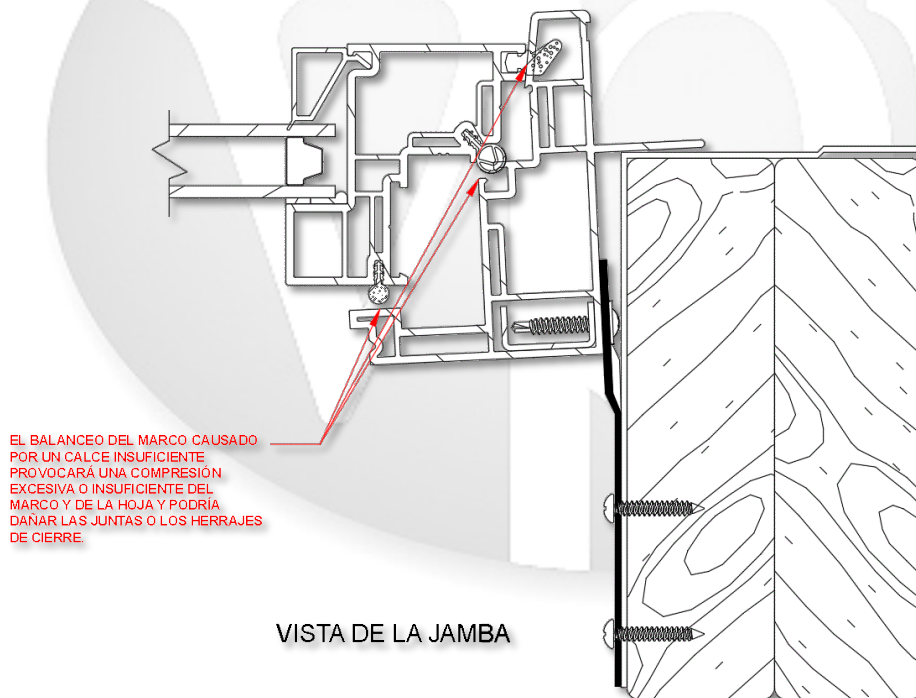 EL BALANCEO DEL MARCO CAUSADO
POR UN CALCE INSUFICIENTE
PROVOCARÁ UNA COMPRESIÓN
EXCESIVA O INSUFICIENTE DEL
MARCO Y DE LA HOJA Y PODRÍA
DAÑAR LAS JUNTAS O LOS HERRAJES
DE CIERRE.
VISTA DE LA JAMBA